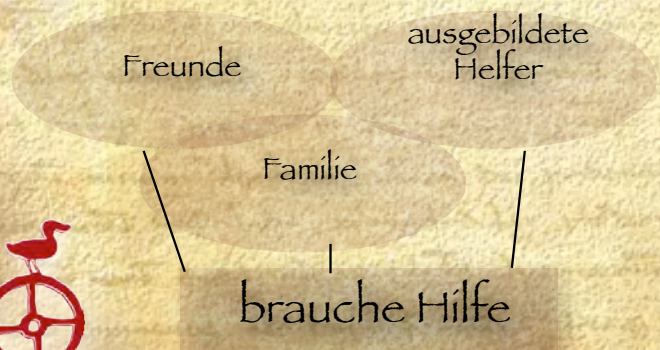 Freunde
ausgebildete
Helfer
Familie
brauche Hilfe